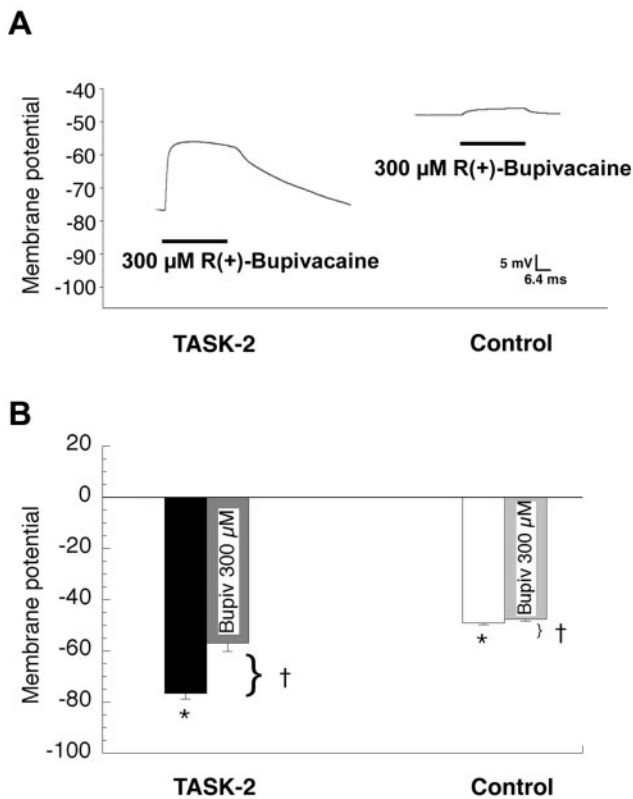 A
Membrane potential
-40
-50
-60
-70
-80
-90
-100
300 µM R(+)-Bupivacaine
300 µM R(+)-Bupivacaine
5 mV
6.4 ms
TASK-2
Control
B
Membrane potential
20
0
-20
-40
-60
-80
-100
Bupiv 300 µM
Bupiv 300 µM
* } †
* } †
TASK-2
Control